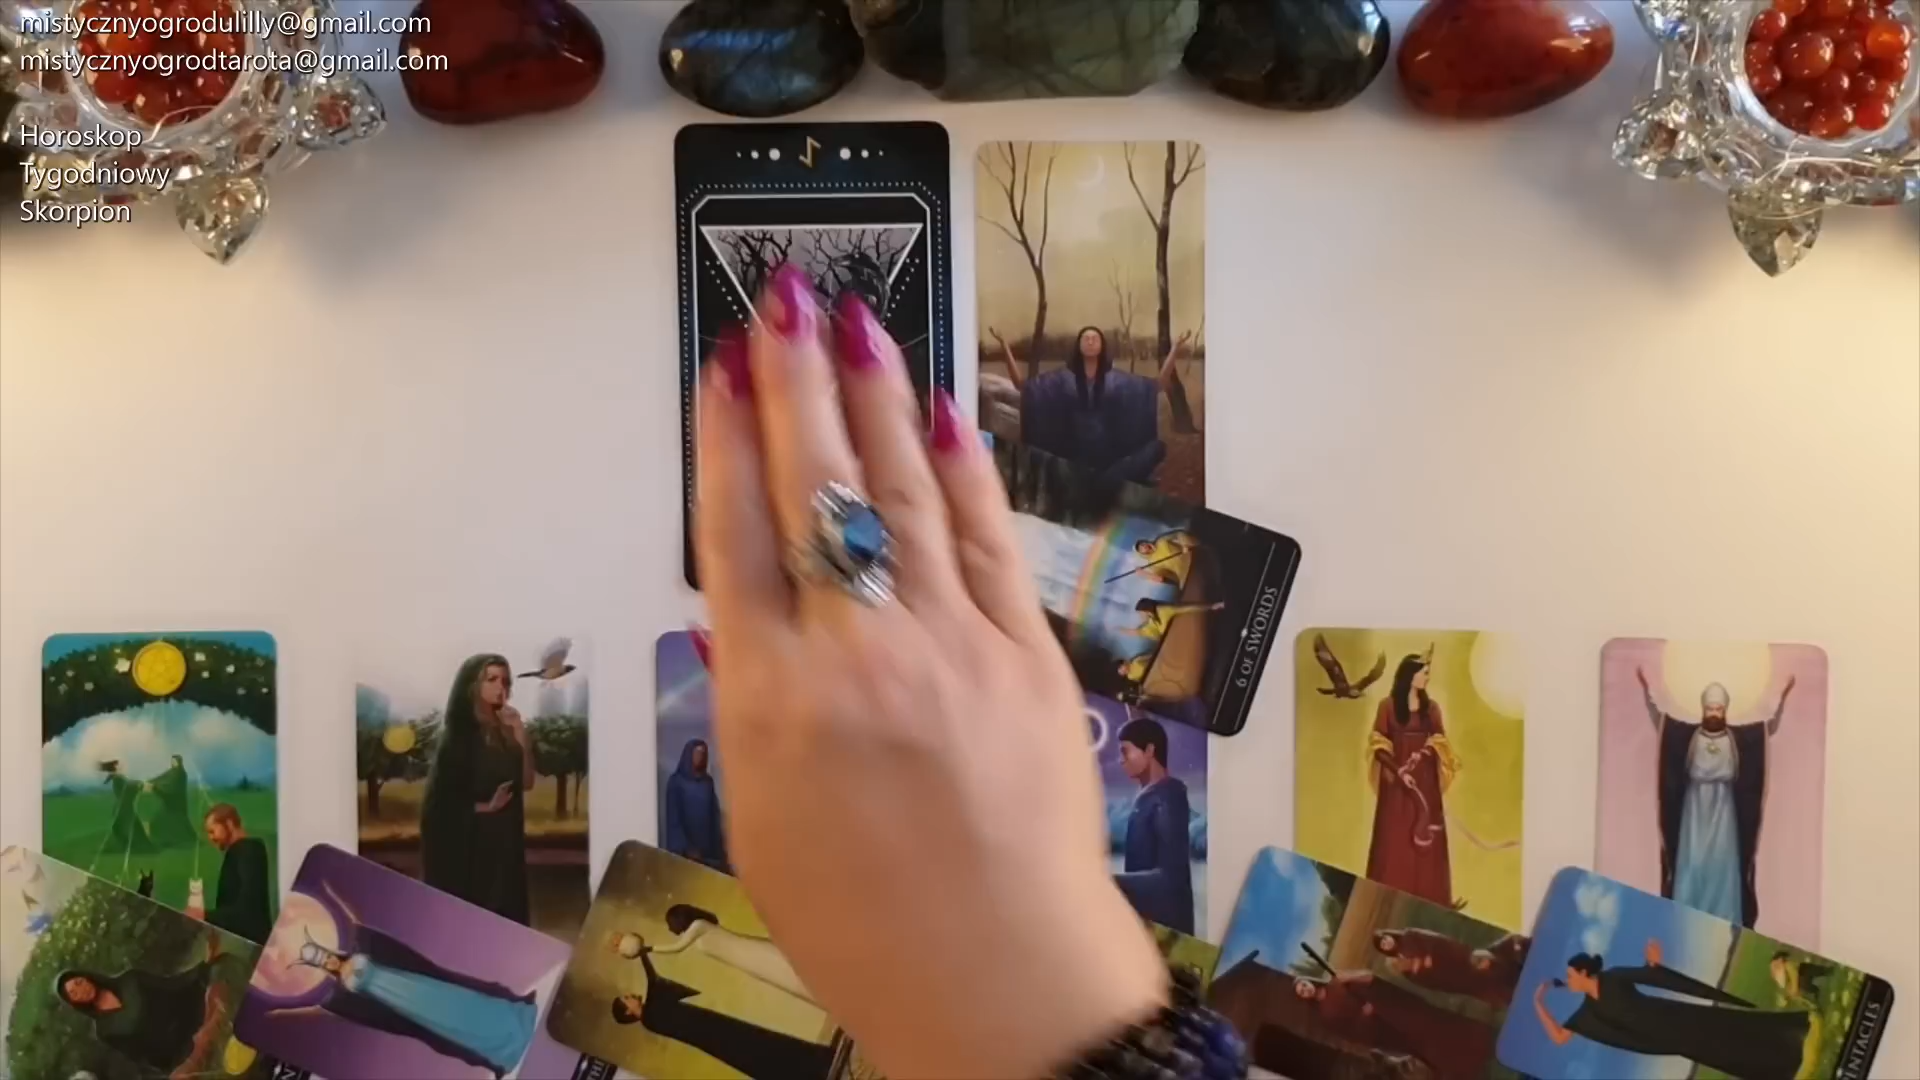 mistycznyogrodulilly@gmail.com
mistycznyogrodtarota@gmail.com
Horoskop
Tygodniowy
Skorpion
6 OF SWORDS